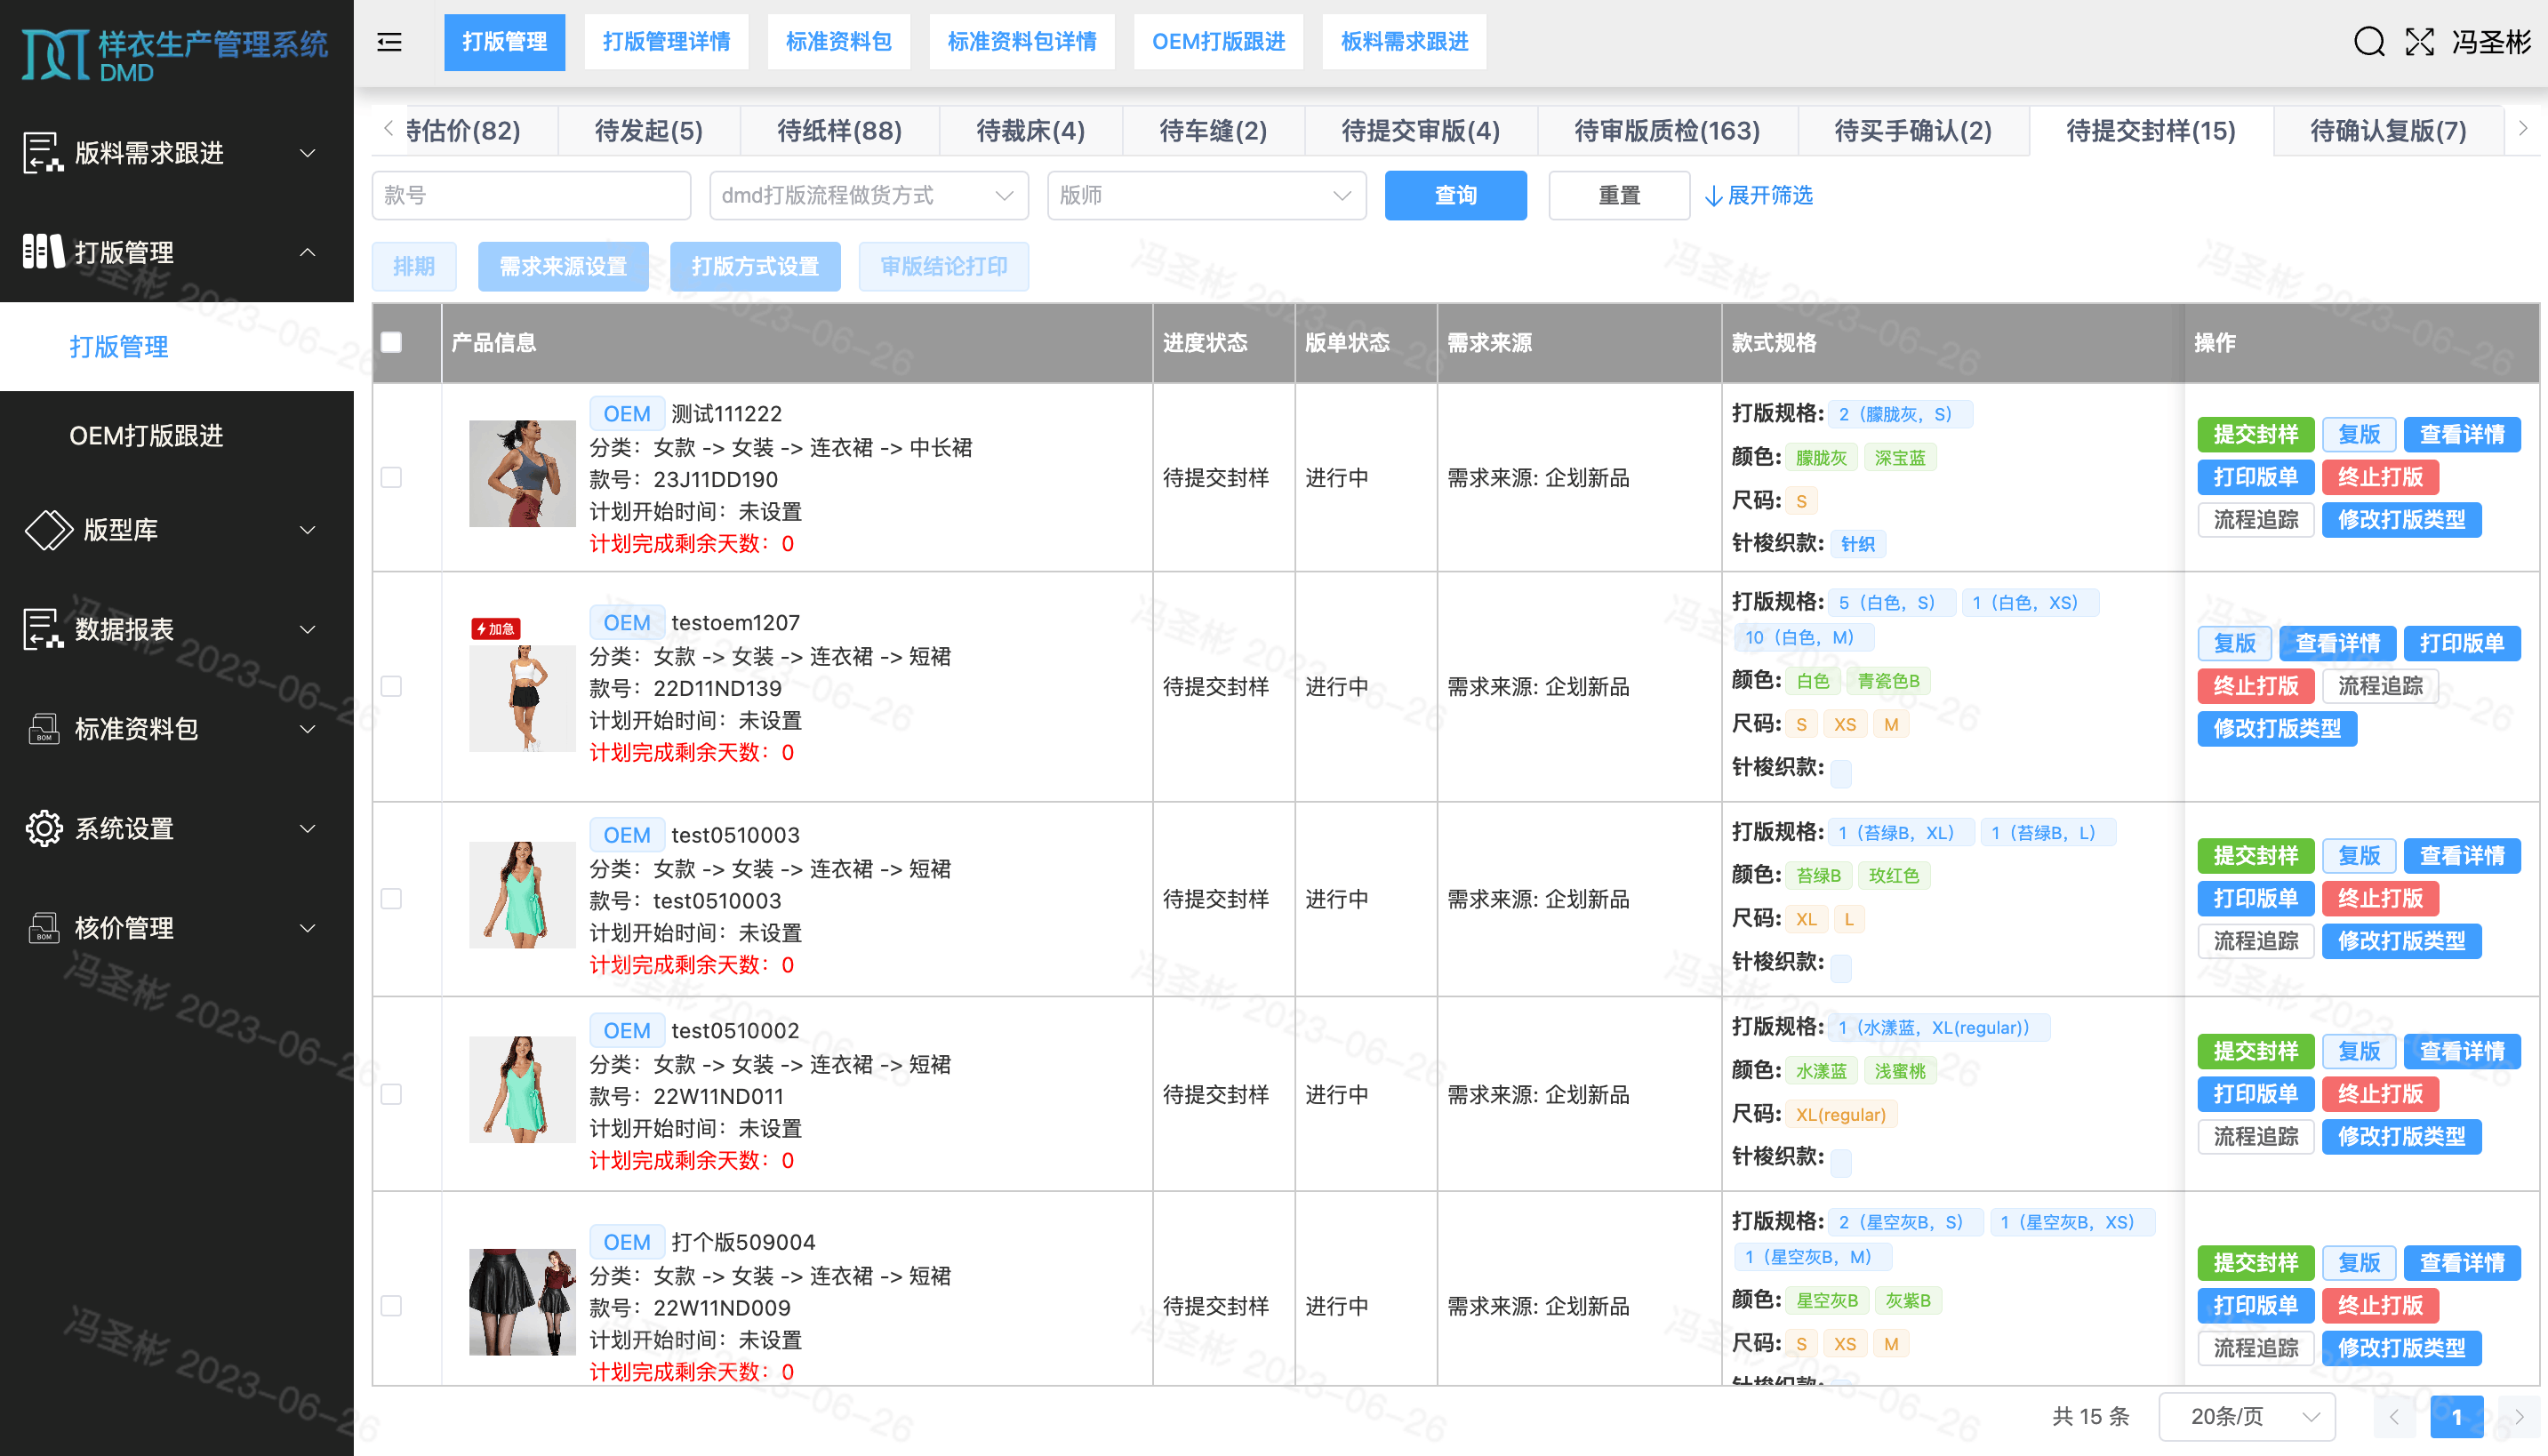 样衣生产管理系统
DMD
版料需求跟进
打版管理
打版管理
OEM打版跟进
版型库
数据报表
标准资料包
系统设置
核价管理
打版管理 打版管理详情 标准资料包 标准资料包详情 OEM打版跟进 板料需求跟进
冯圣彬
待估价(82) 待发起(5) 待纸样(88) 待裁床(4) 待车缝(2) 待提交审版(4) 待审版质检(163) 待买手确认(2) 待提交封样(15) 待确认复版(7)
款号 dmd打版流程做货方式 版师 查询 重置 展开筛选
排期 需求来源设置 打版方式设置 审版结论打印
产品信息 进度状态 版单状态 需求来源 款式规格 操作
OEM 测试111222
分类：女款 -> 女装 -> 连衣裙 -> 中长裙
款号：23J11DD190
计划开始时间：未设置
计划完成剩余天数：0
待提交封样 进行中 需求来源: 企划新品
打版规格: 2（朦胧灰，S）
颜色: 朦胧灰 深宝蓝
尺码: S
针梭织款: 针织
提交封样 复版 查看详情
打印版单 终止打版
流程追踪 修改打版类型
加急
OEM testoem1207
分类：女款 -> 女装 -> 连衣裙 -> 短裙
款号：22D11ND139
计划开始时间：未设置
计划完成剩余天数：0
待提交封样 进行中 需求来源: 企划新品
打版规格: 5（白色，S） 1（白色，XS）
10（白色，M）
颜色: 白色 青瓷色B
尺码: S XS M
针梭织款:
复版 查看详情 打印版单
终止打版 流程追踪
修改打版类型
OEM test0510003
分类：女款 -> 女装 -> 连衣裙 -> 短裙
款号：test0510003
计划开始时间：未设置
计划完成剩余天数：0
待提交封样 进行中 需求来源: 企划新品
打版规格: 1（苔绿B，XL） 1（苔绿B，L）
颜色: 苔绿B 玫红色
尺码: XL L
针梭织款:
提交封样 复版 查看详情
打印版单 终止打版
流程追踪 修改打版类型
OEM test0510002
分类：女款 -> 女装 -> 连衣裙 -> 短裙
款号：22W11ND011
计划开始时间：未设置
计划完成剩余天数：0
待提交封样 进行中 需求来源: 企划新品
打版规格: 1（水漾蓝，XL(regular)）
颜色: 水漾蓝 浅蜜桃
尺码: XL(regular)
针梭织款:
提交封样 复版 查看详情
打印版单 终止打版
流程追踪 修改打版类型
OEM 打个版509004
分类：女款 -> 女装 -> 连衣裙 -> 短裙
款号：22W11ND009
计划开始时间：未设置
计划完成剩余天数：0
待提交封样 进行中 需求来源: 企划新品
打版规格: 2（星空灰B，S） 1（星空灰B，XS）
1（星空灰B，M）
颜色: 星空灰B 灰紫B
尺码: S XS M
针梭织款:
提交封样 复版 查看详情
打印版单 终止打版
流程追踪 修改打版类型
共 15 条 20条/页 1
冯圣彬 2023-06-26